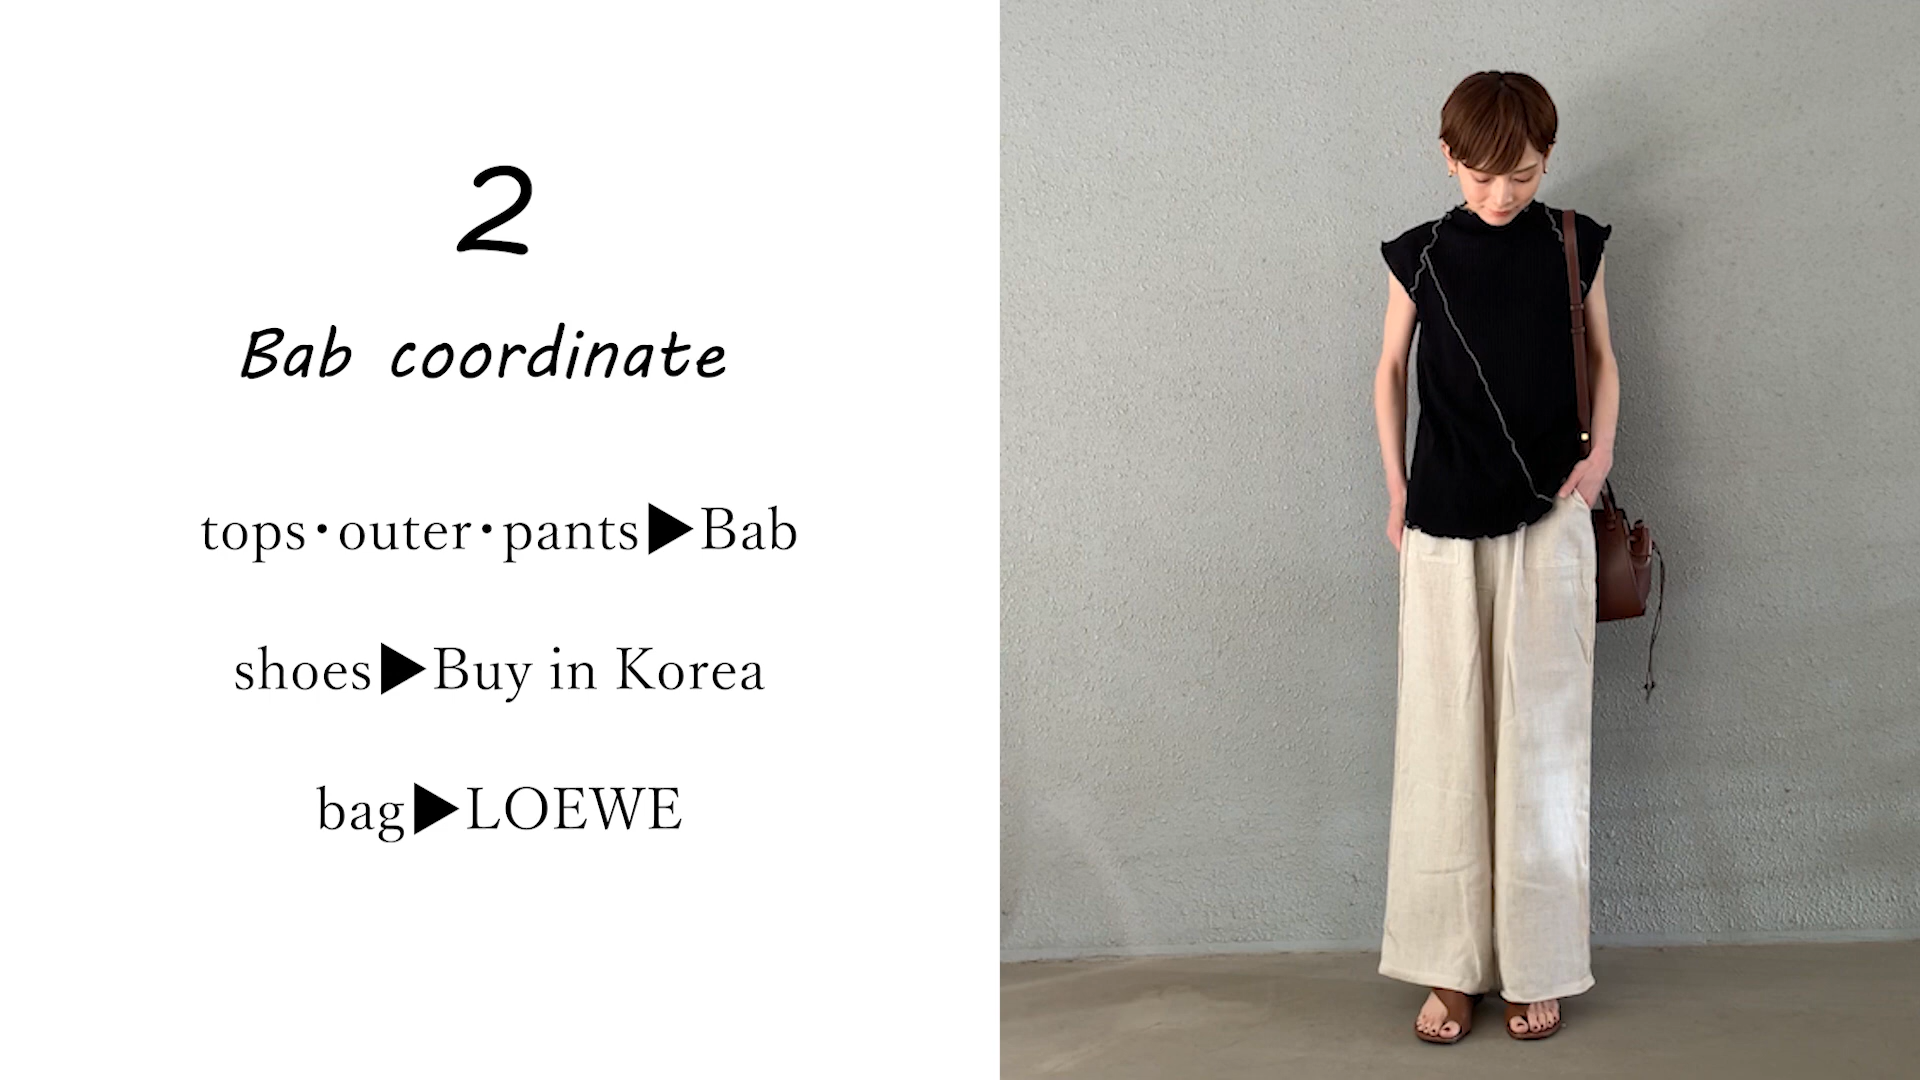 2
Bab coordinate
tops・outer・pants▶Bab
shoes▶Buy in Korea
bag▶LOEWE